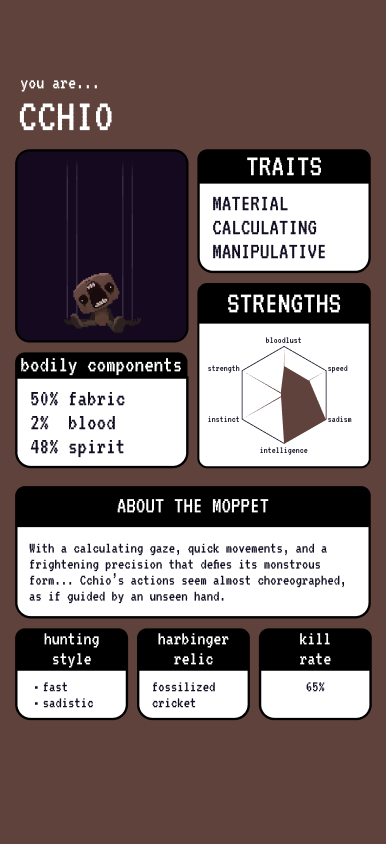 you are...
CCHIO
TRAITS
MATERIAL
CALCULATING
MANIPULATIVE
STRENGTHS
bloodlust
strength
speed
instinct
sadism
intelligence
bodily components
50% fabric
2% blood
48% spirit
ABOUT THE MOPPET
With a calculating gaze, quick movements, and a
frightening precision that defies its monstrous
form... Cchio's actions seem almost choreographed,
as if guided by an unseen hand.
hunting
style
• fast
• sadistic
harbinger
relic
fossilized
cricket
kill
rate
65%